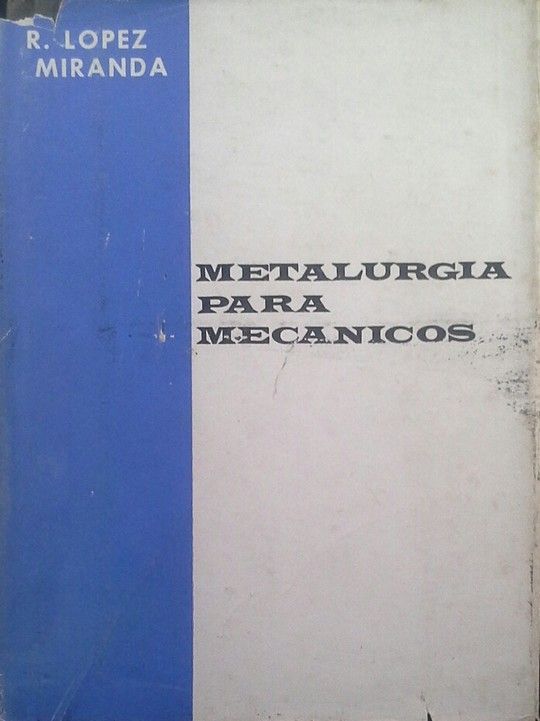 R. LOPEZ
MIRANDA
METALURGIA
PARA
MECANICOS